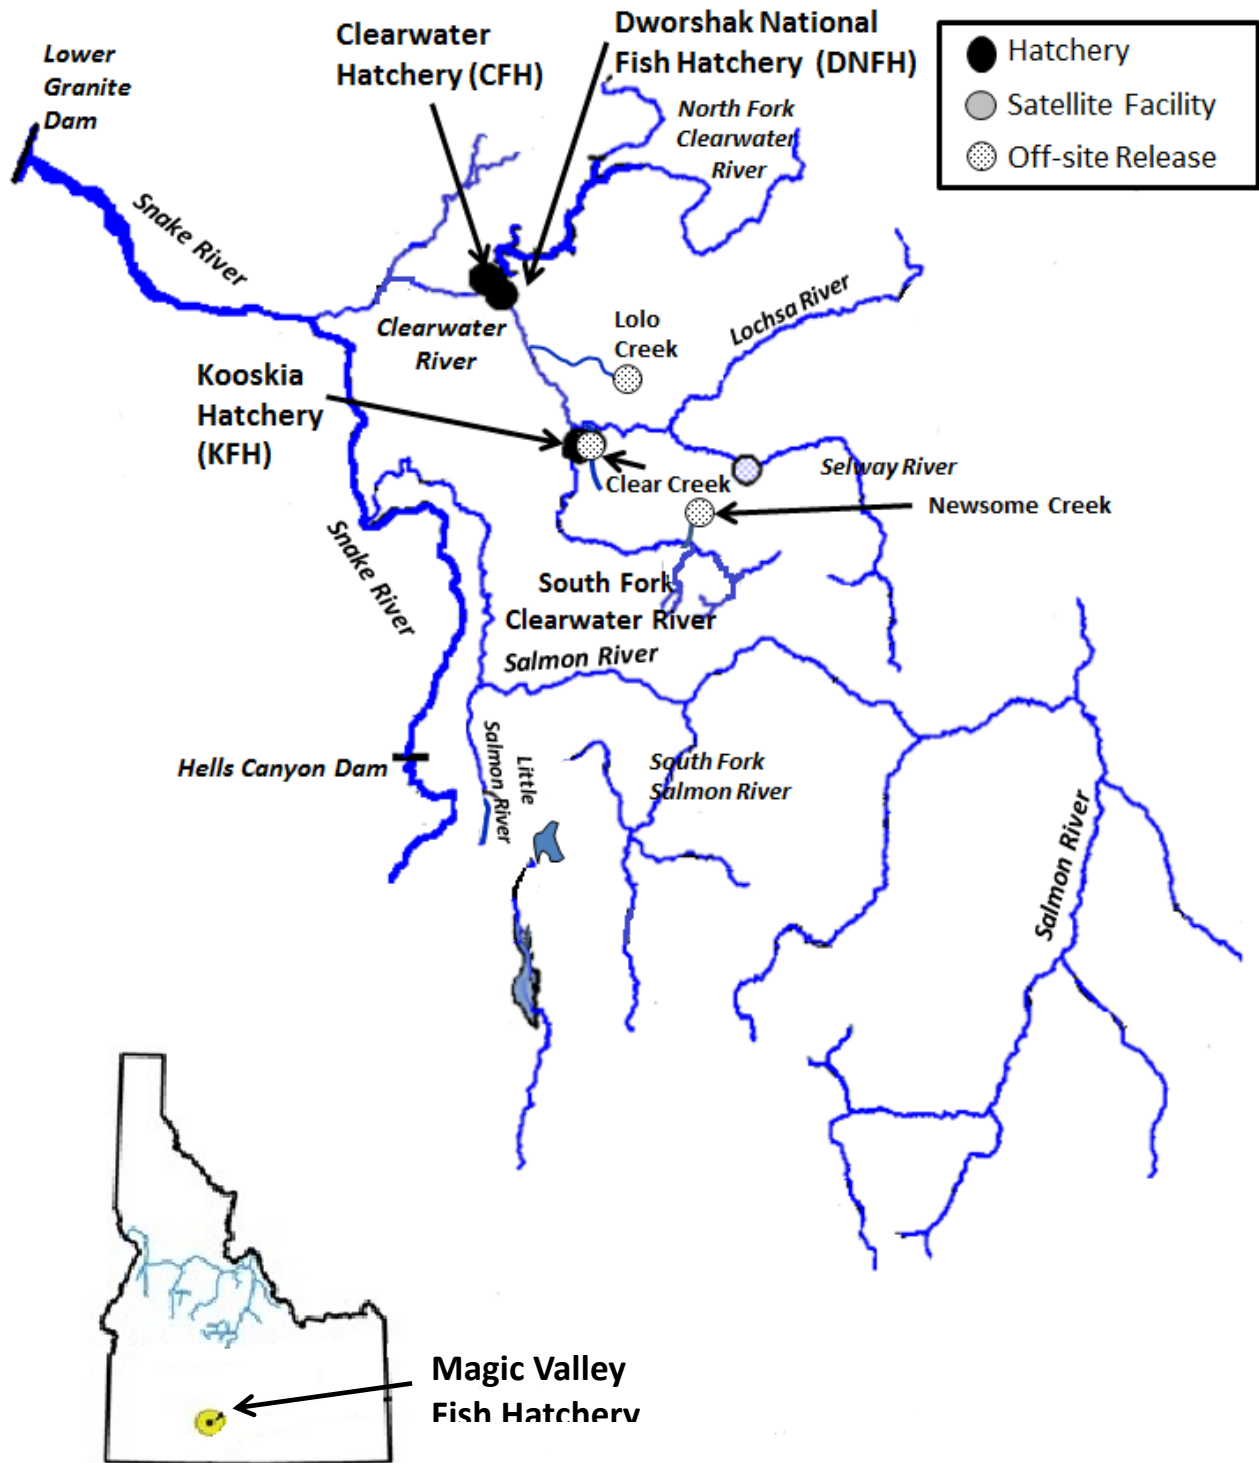 Lower
Granite
Dam
Clearwater
Hatchery (CFH)
Dworshak National
Fish Hatchery (DNFH)
Hatchery
Satellite Facility
Off-site Release
North Fork
Clearwater
River
Snake River
Clearwater
River
Lolo
Creek
Lochsa River
Kooskia
Hatchery
(KFH)
Clear Creek
Selway River
Newsome Creek
Snake River
South Fork
Clearwater River
Salmon River
Hells Canyon Dam
Little
Salmon River
South Fork
Salmon River
Salmon River
Magic Valley
Fish Hatchery